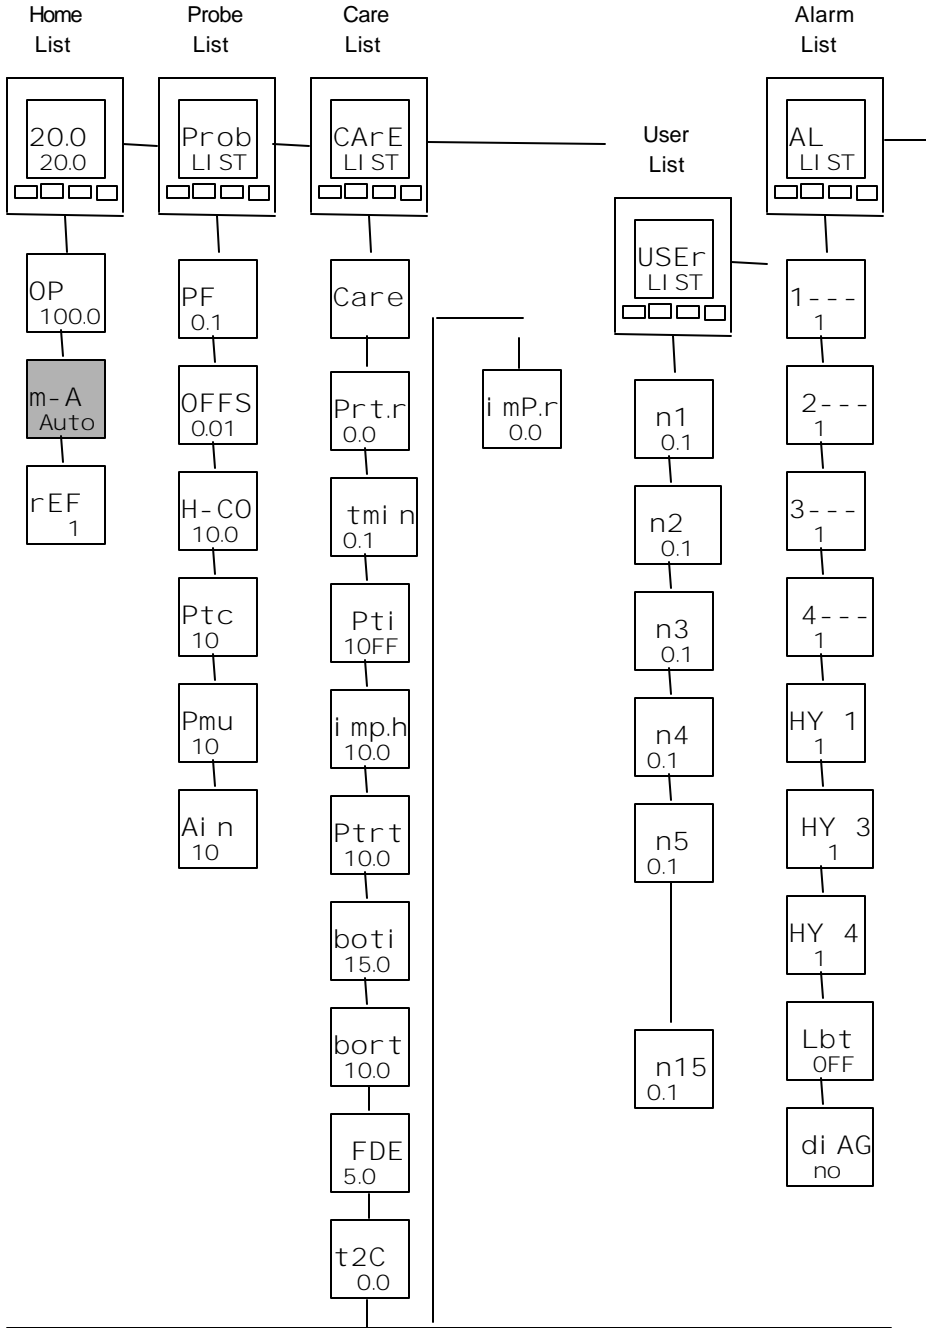 Home
List
20.0
20.0
OP
100.0
m-A
Auto
rEF
1
Probe
List
Prob
LIST
PF
0.1
OFFS
0.01
H-CO
10.0
Ptc
10
Pmu
10
Ain
10
Care
List
CArE
LIST
Care
Prt.r
0.0
tmin
0.1
Pti
10FF
imp.h
10.0
Ptrt
10.0
boti
15.0
bort
10.0
FDE
5.0
t2C
0.0
imP.r
0.0
User
List
USEr
LIST
n1
0.1
n2
0.1
n3
0.1
n4
0.1
n5
0.1
n15
0.1
Alarm
List
AL
LIST
1---
1
2---
1
3---
1
4---
1
HY 1
1
HY 3
1
HY 4
1
Lbt
OFF
diAG
no